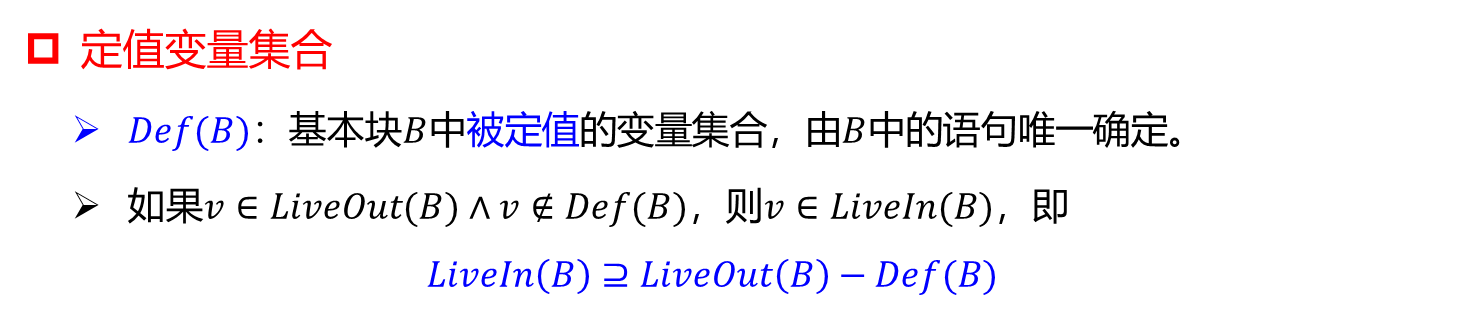 定值变量集合
𝐷𝑒𝑓(𝐵)：基本块𝐵中被定值的变量集合，由𝐵中的语句唯一确定。
如果𝑣 ∈ 𝐿𝑖𝑣𝑒𝑂𝑢𝑡(𝐵) ∧ 𝑣 ∉ 𝐷𝑒𝑓(𝐵)，则𝑣 ∈ 𝐿𝑖𝑣𝑒𝐼𝑛(𝐵)，即
𝐿𝑖𝑣𝑒𝐼𝑛(𝐵) ⊇ 𝐿𝑖𝑣𝑒𝑂𝑢𝑡(𝐵) − 𝐷𝑒𝑓(𝐵)